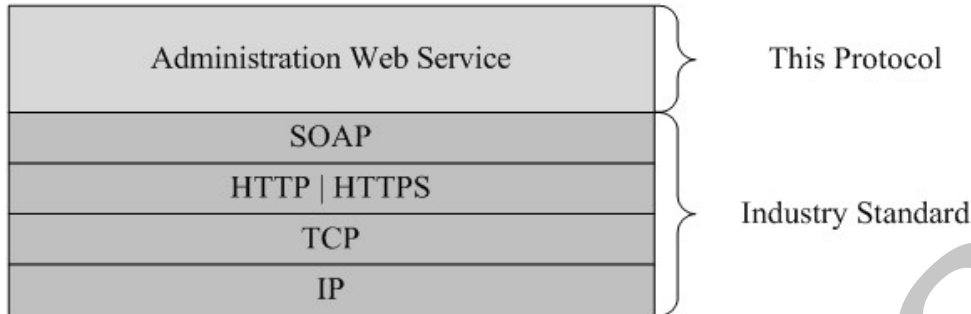 Administration Web Service
This Protocol
SOAP
HTTP | HTTPS
TCP
IP
Industry Standard